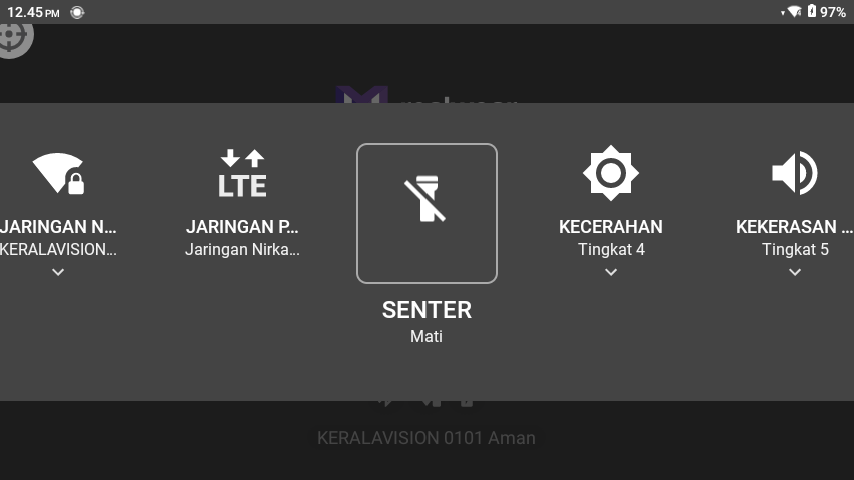 12.45 PM
97%
JARINGAN N...
KERALAVISION...
JARINGAN P...
Jaringan Nirka...
LTE
SENTER
Mati
KECERAHAN
Tingkat 4
KEKERASAN ...
Tingkat 5
KERALAVISION 0101 Aman